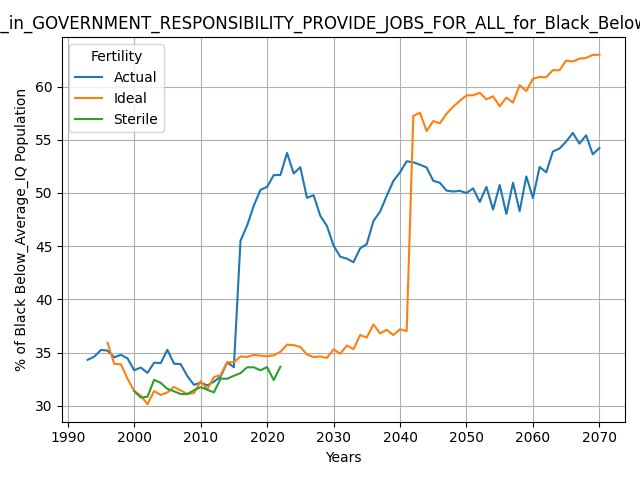 _in_GOVERNMENT_RESPONSIBILITY_PROVIDE_JOBS_FOR_ALL_for_Black_Below
Fertility
Actual
Ideal
Sterile
% of Black Below_Average_IQ Population
60
55
50
45
40
35
30
1990
2000
2010
2020
2030
2040
2050
2060
2070
Years